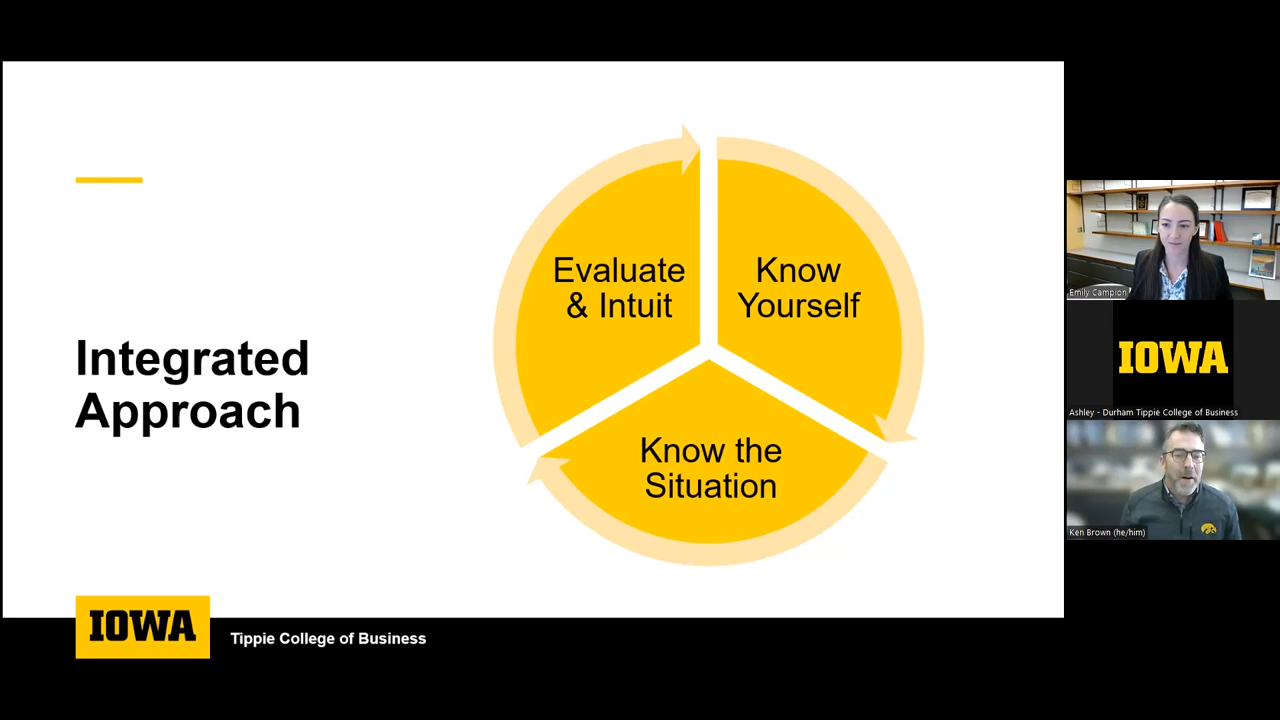 Integrated
Approach
Evaluate
& Intuit
Know
Yourself
Know the
Situation
IOWA
Tippie College of Business
Emily Campion
IOWA
Ashley - Durham Tippie College of Business
Ken Brown (he/him)